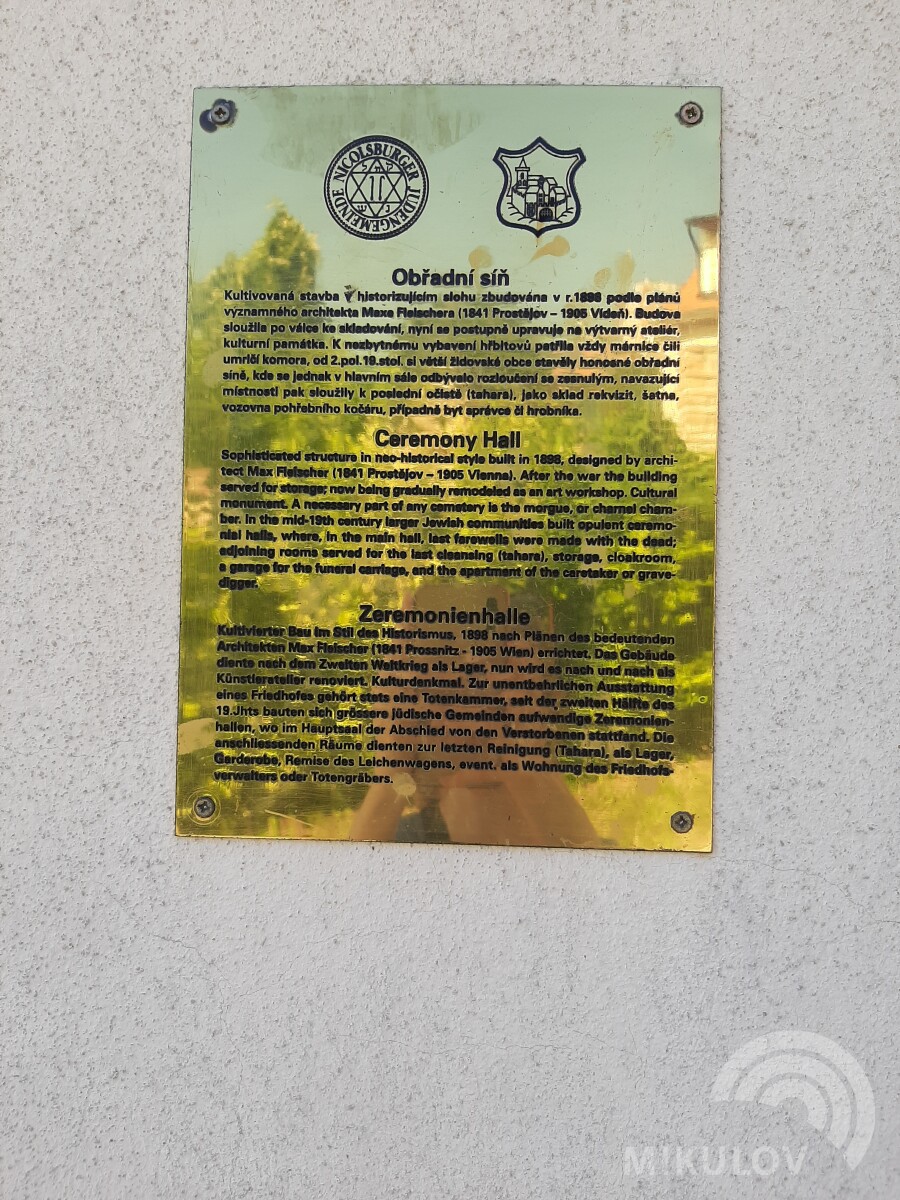 NICOLSBURGER JUDENGEMEINDE
Obřadní síň
Kultivovaná stavba v historizujícím slohu zbudována v r.1898 podle plánů
významného architekta Maxe Fleischera (1841 Prostějov – 1905 Vídeň). Budova
sloužila po válce ke skladování, nyní se postupně upravuje na výtvarný ateliér,
kulturní památka. K nezbytnému vybavení hřbitovů patřila vždy márnice čili
umrlčí komora, od 2.pol.19.stol. si větší židovské obce stavěly honosné obřadní
síně, kde se jednak v hlavním sále odbývalo rozloučení se zesnulým, navazující
místnosti pak sloužily k poslední očistě (tahara), jako sklad rekvizit, šatna,
vozovna pohřebního kočáru, případně byt správce či hrobníka.
Ceremony Hall
Sophisticated structure in neo-historical style built in 1898, designed by archi-
tect Max Fleischer (1841 Prostějov – 1905 Vienna). After the war the building
served for storage; now being gradually remodeled as an art workshop. Cultural
monument. A necessary part of any cemetery is the morgue, or charnel cham-
ber. In the mid-19th century larger Jewish communities built opulent ceremo-
nial halls, where, in the main hall, last farewells were made with the dead;
adjoining rooms served for the last cleansing (tahara), storage, cloakroom,
a garage for the funeral carriage, and the apartment of the caretaker or grave-
digger.
Zeremonienhalle
Kultivierter Bau im Stil des Historismus, 1898 nach Plänen des bedeutenden
Architekten Max Fleischer (1841 Prossnitz - 1905 Wien) errichtet. Das Gebäude
diente nach dem Zweiten Weltkrieg als Lager, nun wird es nach und nach als
Künstleratelier renoviert. Kulturdenkmal. Zur unentbehrlichen Ausstattung
eines Friedhofes gehört stets eine Totenkammer, seit der zweiten Hälfte des
19.Jhts bauten sich grössere jüdische Gemeinden aufwendige Zeremonien-
hallen, wo im Hauptsaal der Abschied von den Verstorbenen stattfand. Die
anschliessenden Räume dienten zur letzten Reinigung (Tahara), als Lager,
Garderobe, Remise des Leichenwagens, event. als Wohnung des Friedhofs-
verwalters oder Totengräbers.
MIKULOV